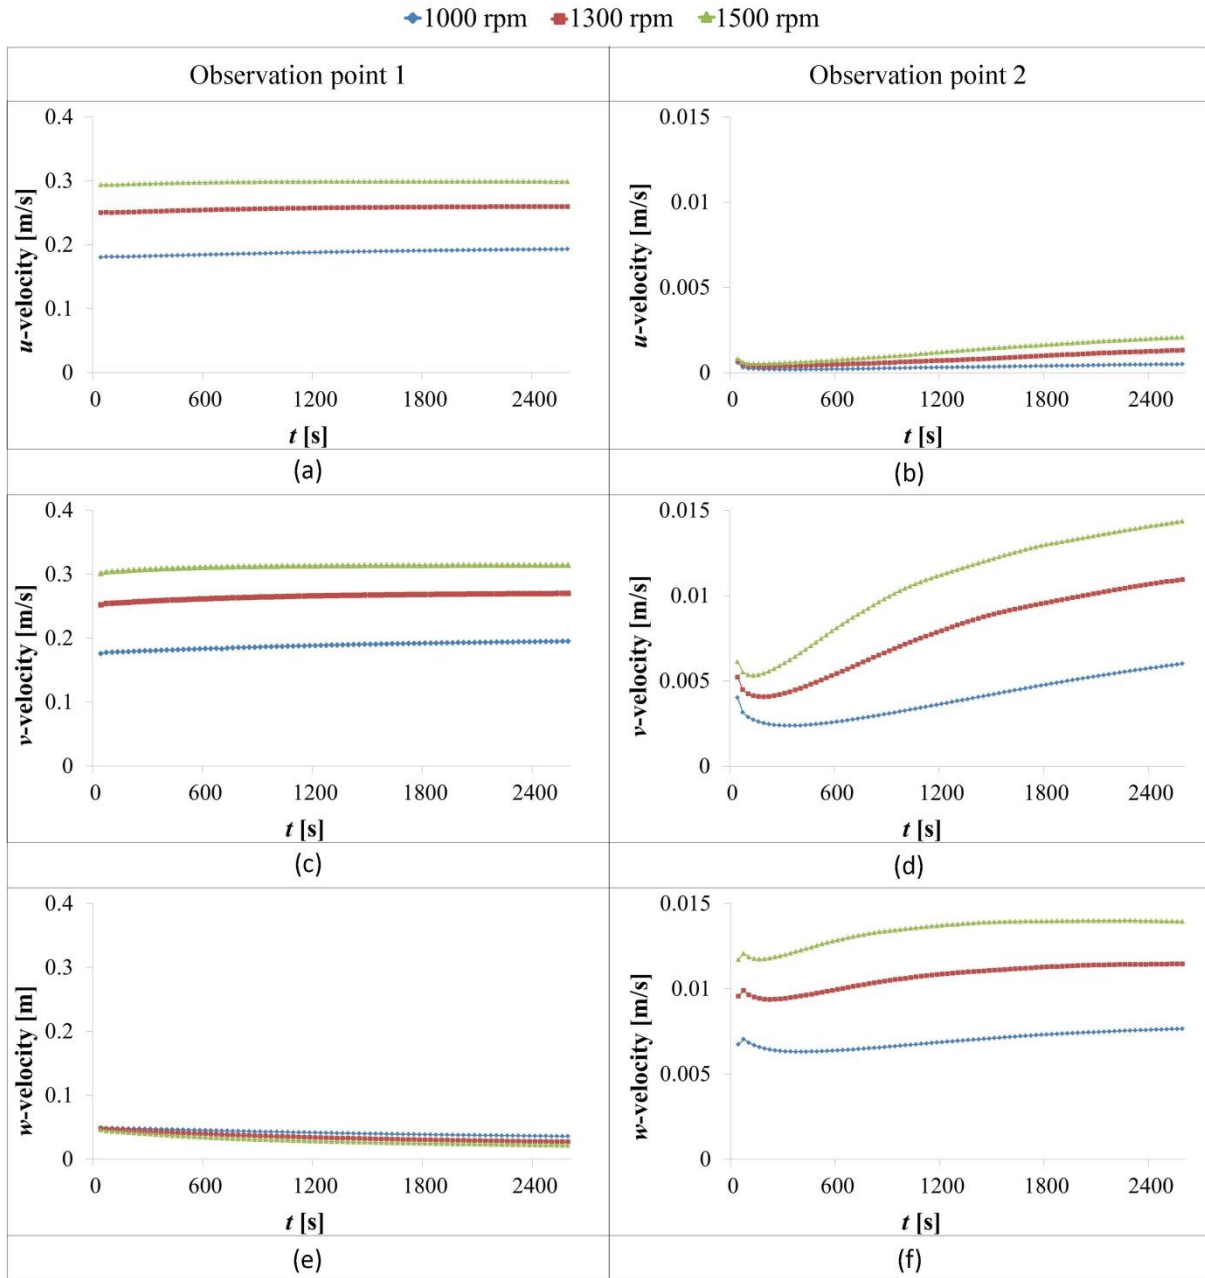 1000 rpm 1300 rpm 1500 rpm
Observation point 1
Observation point 2
0.4
0.3
0.2
0.1
0
u-velocity [m/s]
0 600 1200 1800 2400
t [s]
(a)
0.015
0.01
0.005
0
u-velocity [m/s]
0 600 1200 1800 2400
t [s]
(b)
0.4
0.3
0.2
0.1
0
v-velocity [m/s]
0 600 1200 1800 2400
t [s]
(c)
0.015
0.01
0.005
0
v-velocity [m/s]
0 600 1200 1800 2400
t [s]
(d)
0.4
0.3
0.2
0.1
0
w-velocity [m]
0 600 1200 1800 2400
t [s]
(e)
0.015
0.01
0.005
0
w-velocity [m/s]
0 600 1200 1800 2400
t [s]
(f)